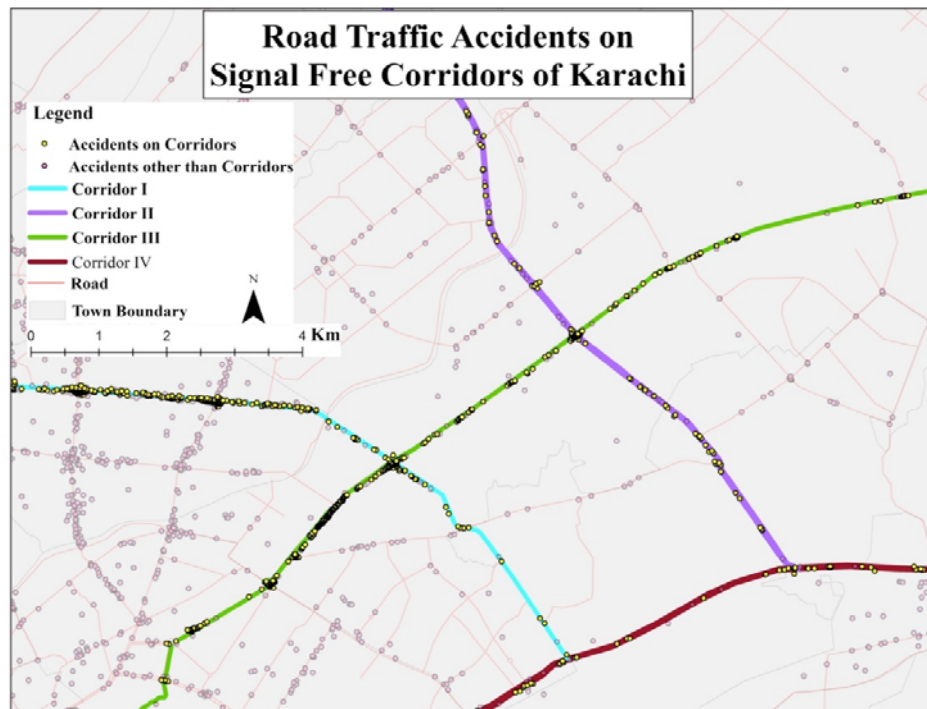 Road Traffic Accidents on
Signal Free Corridors of Karachi
Legend
Accidents on Corridors
Accidents other than Corridors
Corridor I
Corridor II
Corridor III
Corridor IV
Road
Town Boundary
N
0 1 2 4 Km